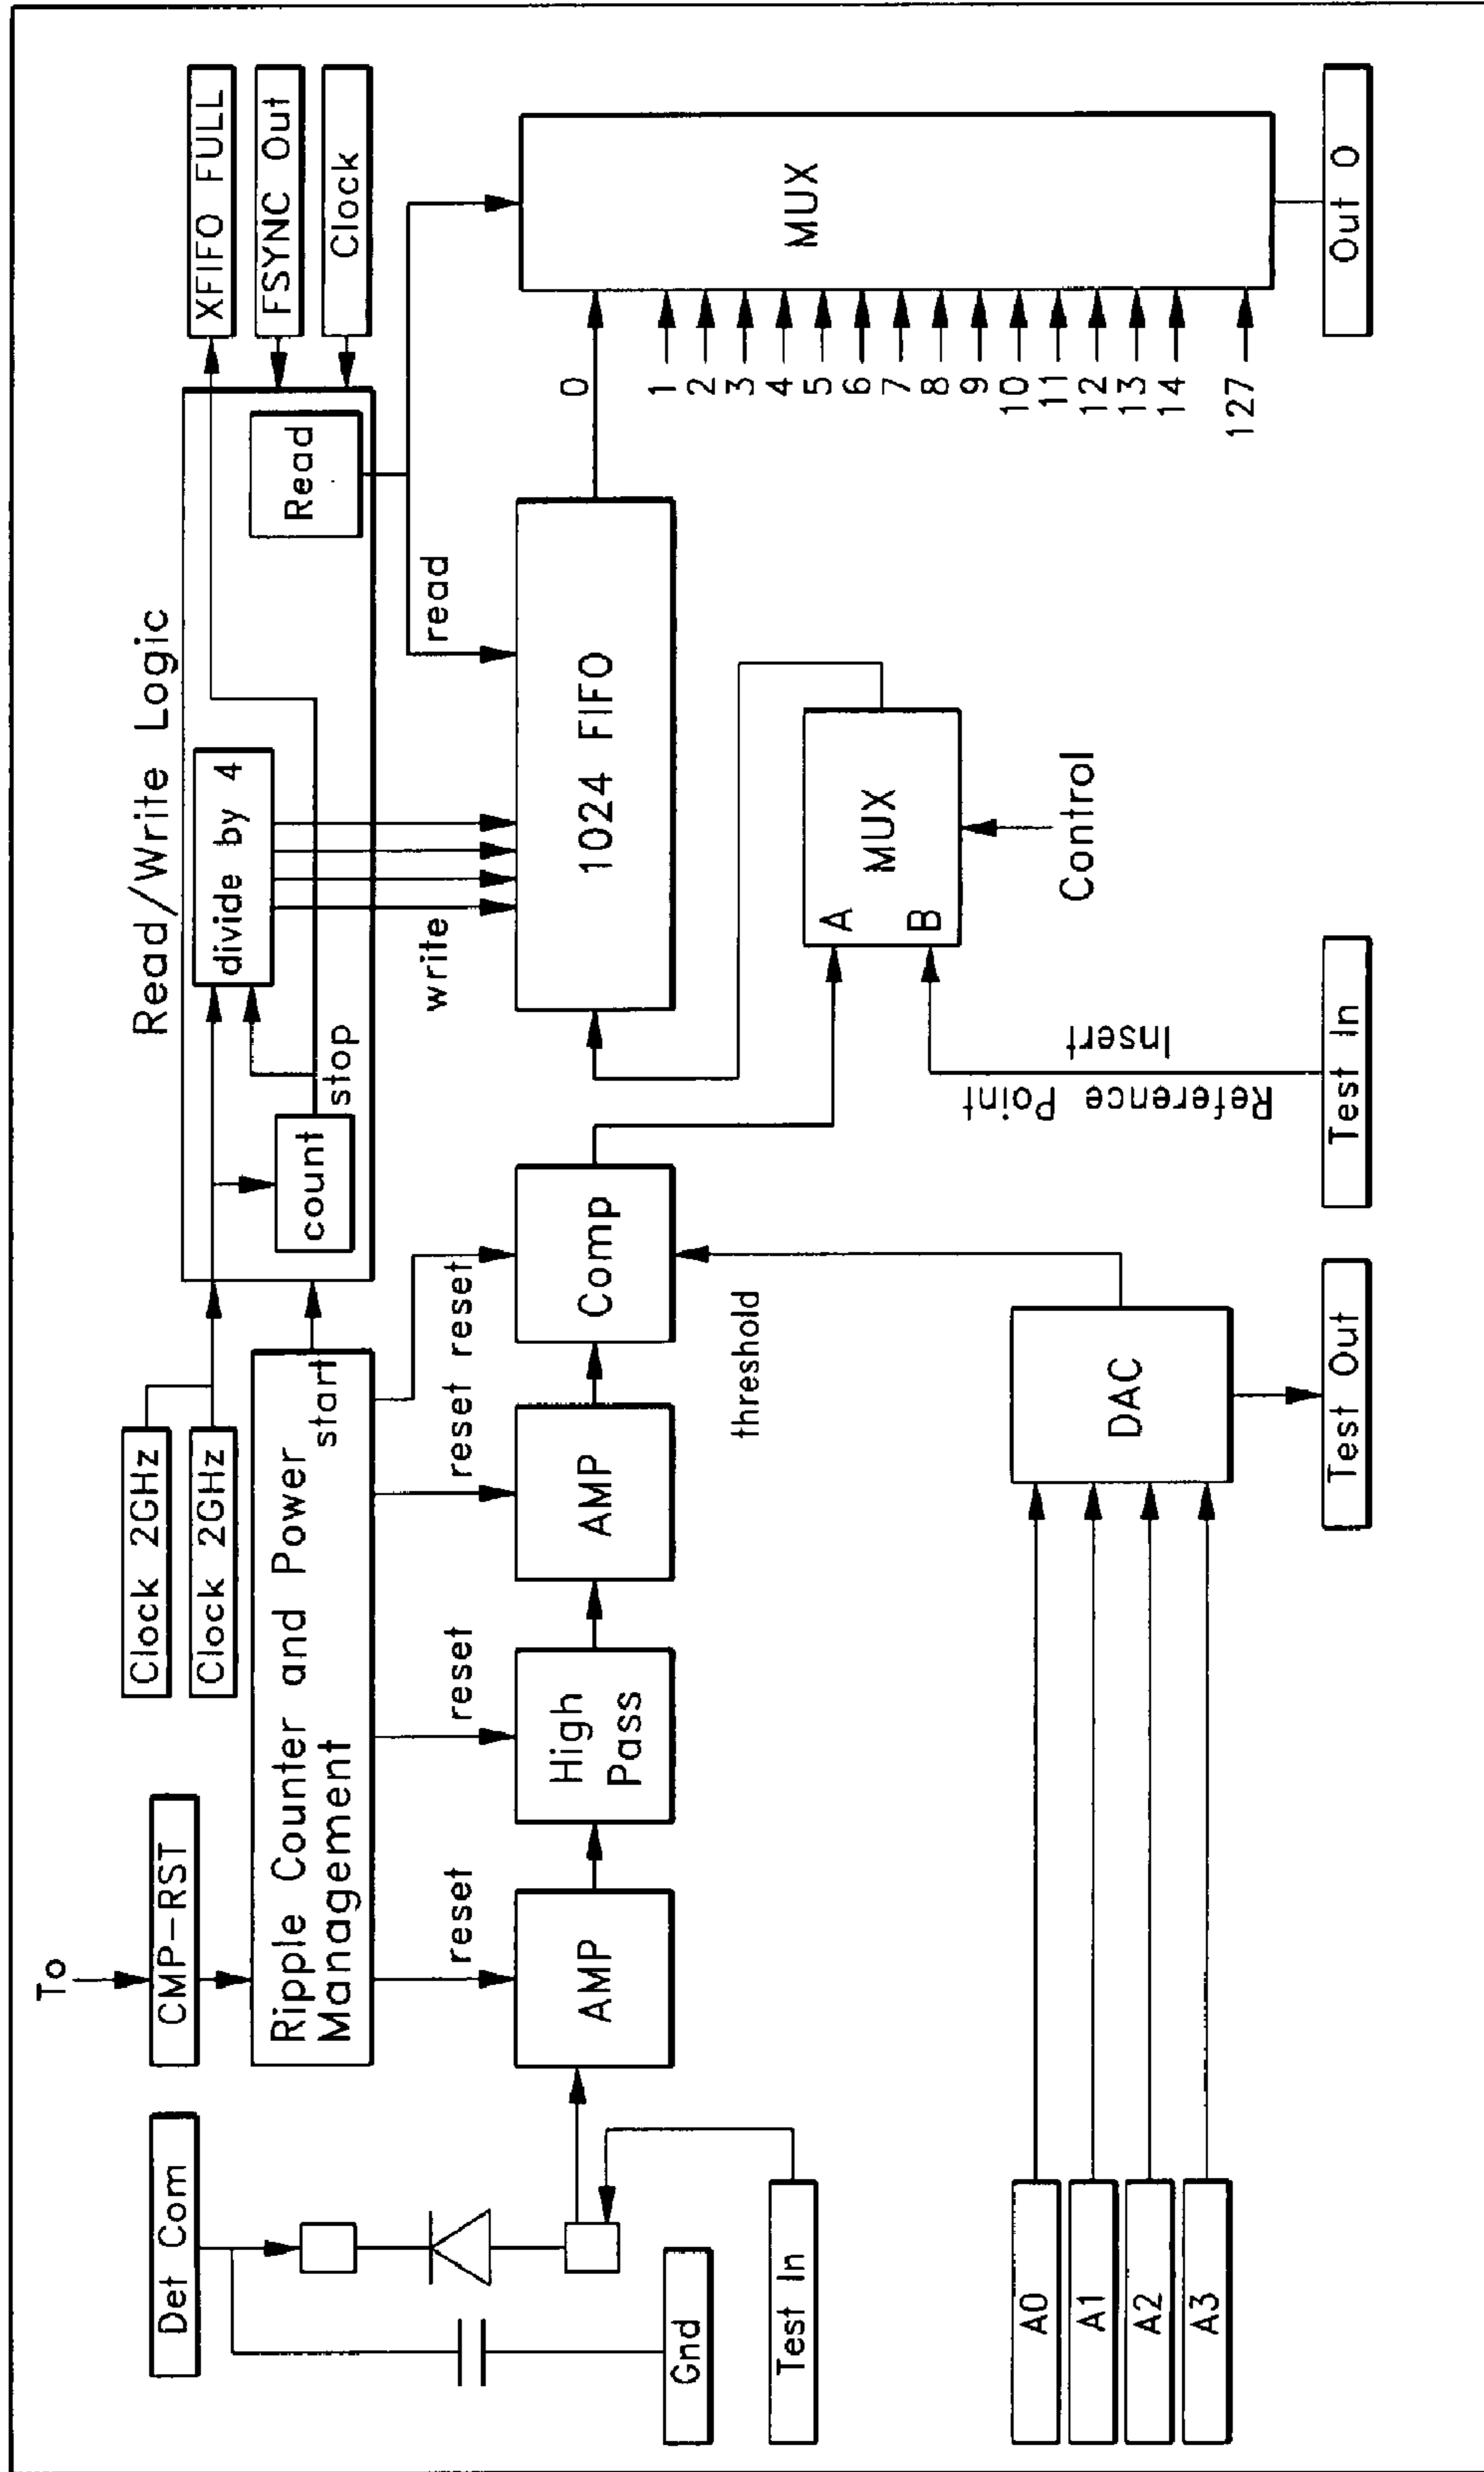 To
Det Com
CMP-RST
Clock 2GHz
Clock 2GHz
Read/Write Logic
XFIFO FULL
FSYNC Out
Clock
Ripple Counter and Power
Management
start
count
stop
divide by 4
Read
reset
reset
reset
reset
write
read
AMP
High
Pass
AMP
Comp
1024 FIFO
0
1
2
3
4
5
6
7
8
9
10
11
12
13
14
127
MUX
Out 0
Gnd
Test In
threshold
A
B
MUX
Control
Reference Point
Insert
Test In
A0
A1
A2
A3
DAC
Test Out